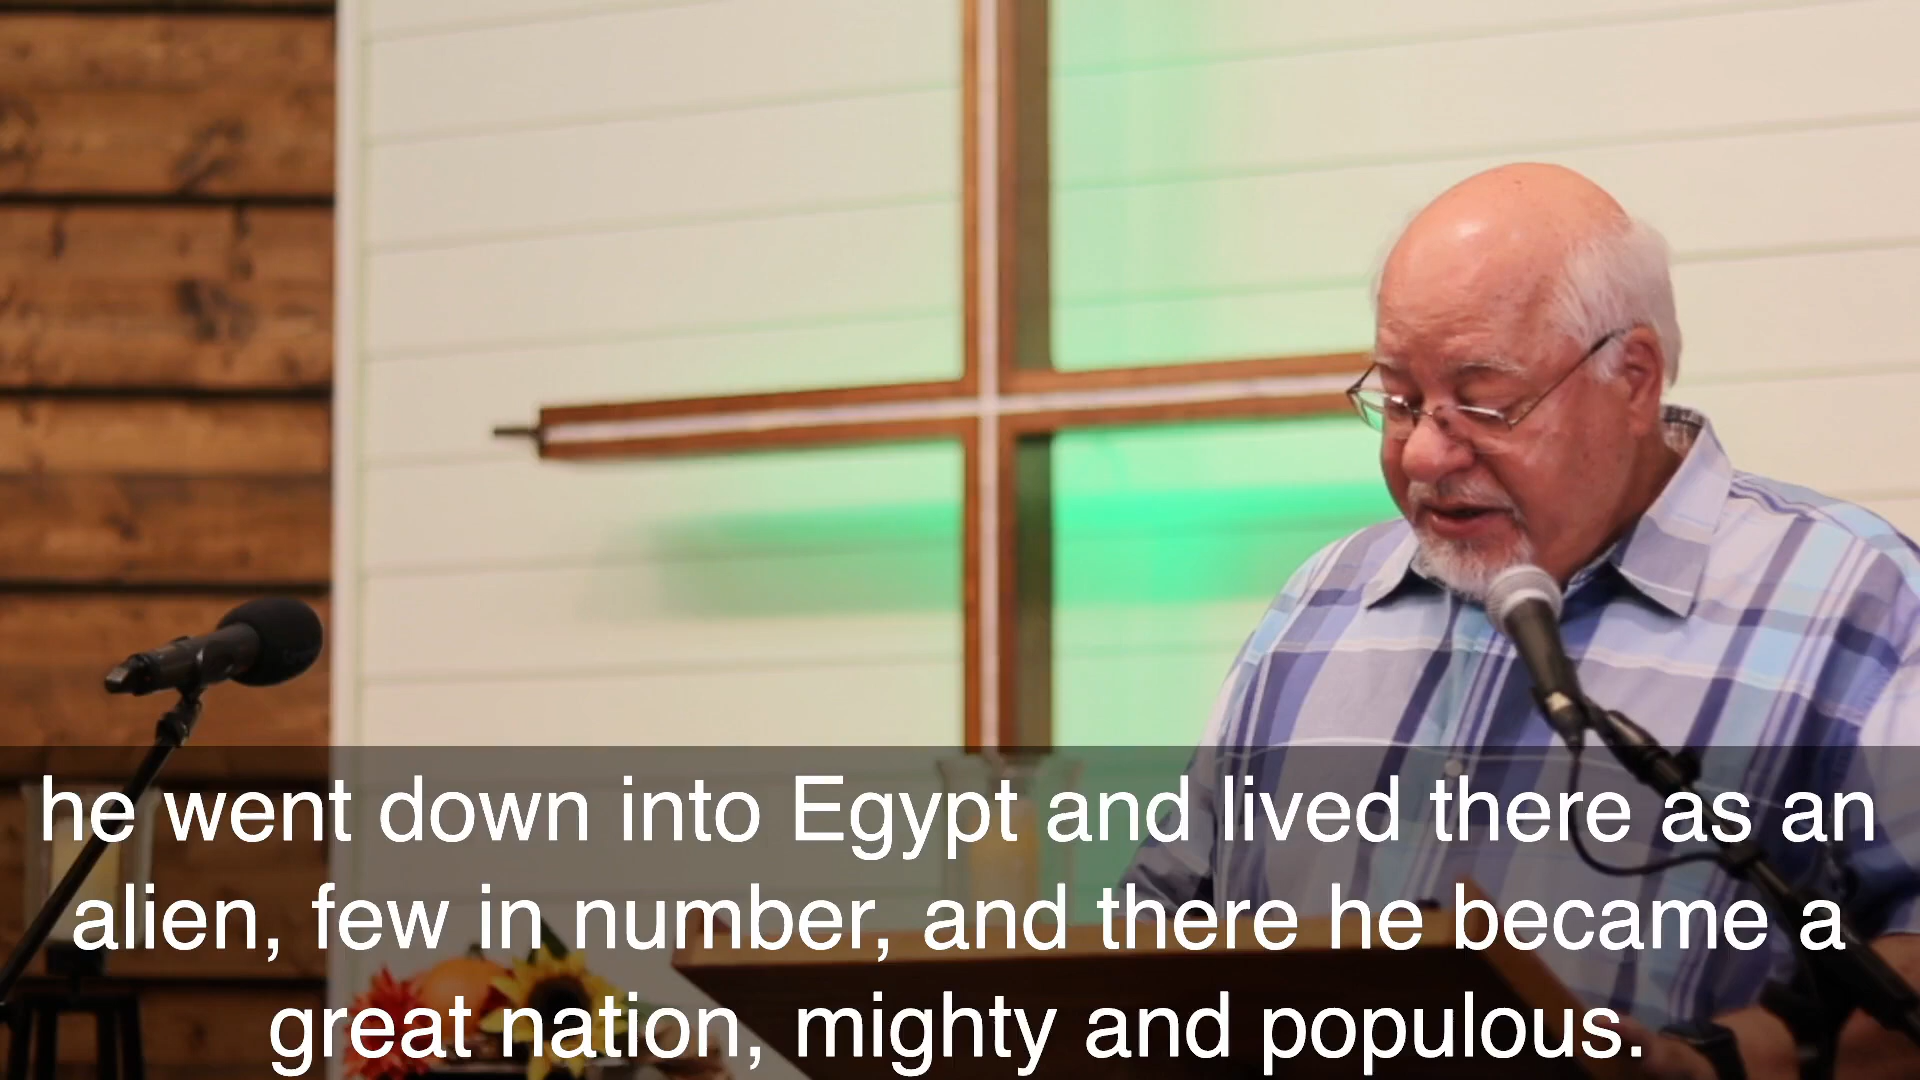 he went down into Egypt and lived there as an
alien, few in number, and there he became a
great nation, mighty and populous.